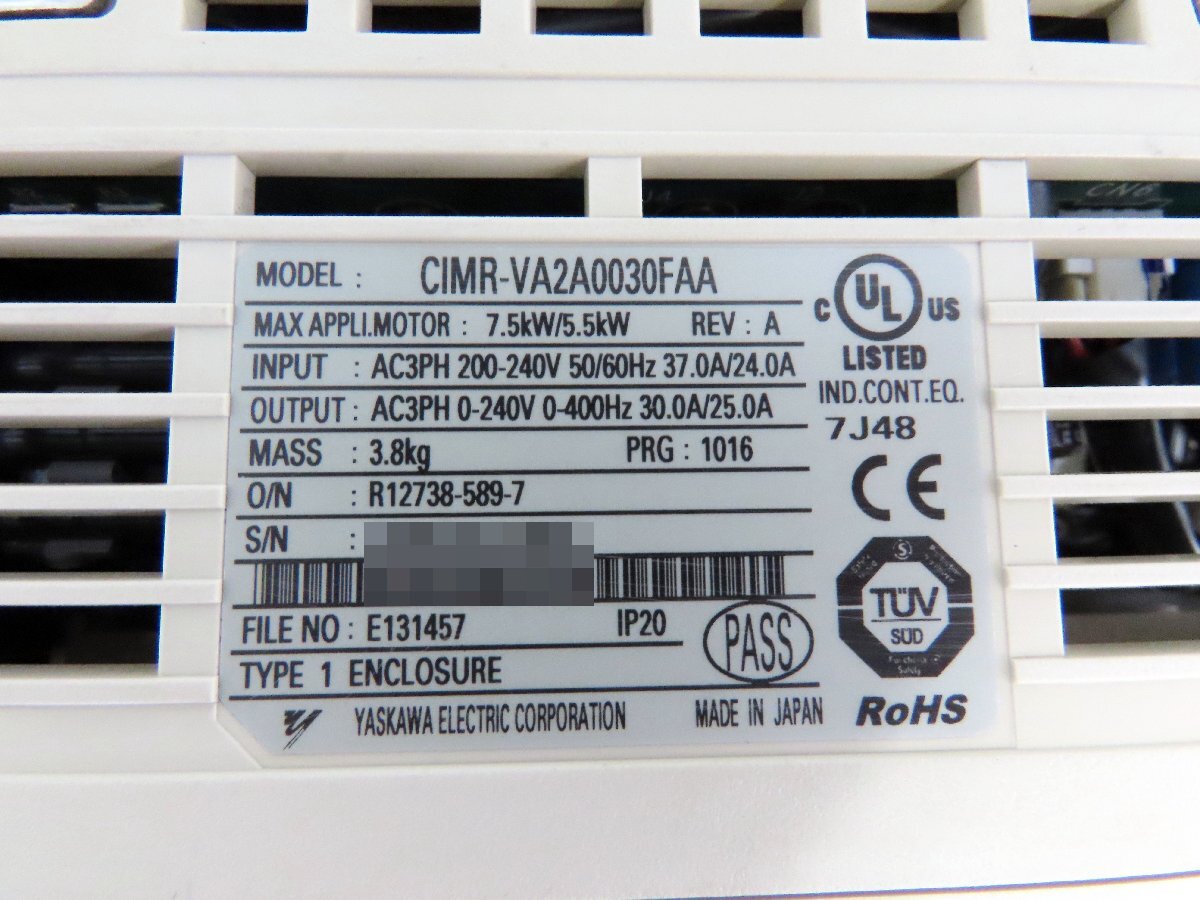 CN6
MODEL : CIMR-VA2A0030FAA
MAX APPLI.MOTOR : 7.5kW/5.5kW REV : A
INPUT : AC3PH 200-240V 50/60Hz 37.0A/24.0A
OUTPUT : AC3PH 0-240V 0-400Hz 30.0A/25.0A
MASS : 3.8kg PRG : 1016
O/N : R12738-589-7
S/N :
FILE NO : E131457 IP20
TYPE 1 ENCLOSURE
PASS
YASKAWA ELECTRIC CORPORATION MADE IN JAPAN
C UL US
LISTED
IND.CONT.EQ.
7J48
CE
TÜV
SÜD
Functional
Safety
RoHS